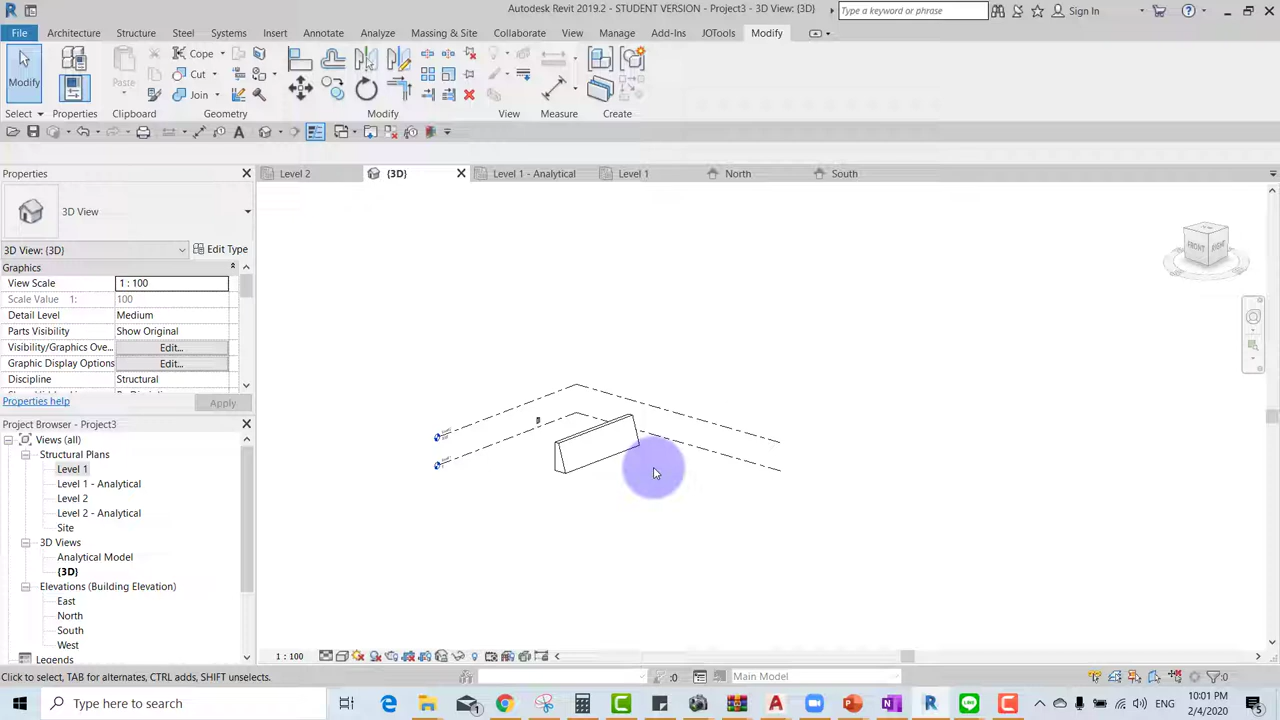 Autodesk Revit 2019.2 - STUDENT VERSION - Project3 - 3D View: {3D}
Type a keyword or phrase
Sign In
File Architecture Structure Steel Systems Insert Annotate Analyze Massing & Site Collaborate View Manage Add-Ins JOTools Modify
Modify
Paste
Cope
Cut
Join
Select Properties Clipboard Geometry Modify View Measure Create
Level 2 {3D} Level 1 - Analytical Level 1 North South
Properties
3D View
3D View: {3D} Edit Type
Graphics
View Scale 1 : 100
Scale Value 1: 100
Detail Level Medium
Parts Visibility Show Original
Visibility/Graphics Ove... Edit...
Graphic Display Options Edit...
Discipline Structural
Properties help Apply
Project Browser - Project3
Views (all)
Structural Plans
Level 1
Level 1 - Analytical
Level 2
Level 2 - Analytical
Site
3D Views
Analytical Model
{3D}
Elevations (Building Elevation)
East
North
South
West
Legends
FRONT RIGHT
1 : 100
Click to select, TAB for alternates, CTRL adds, SHIFT unselects.
:0 Main Model :0
Type here to search
ENG
10:01 PM
2/4/2020